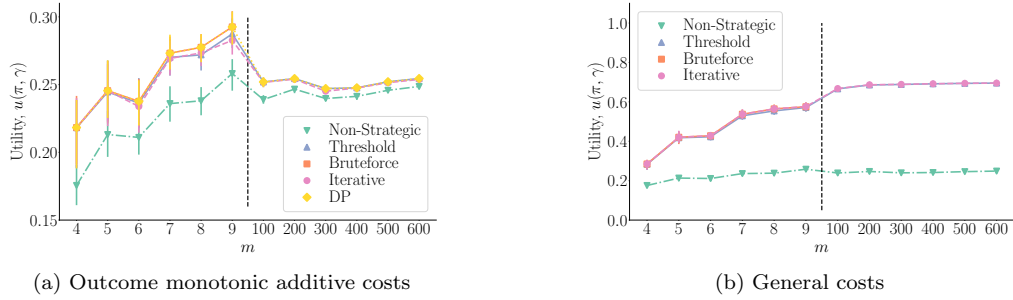 0.30
0.25
0.20
0.15
Utility, u(π, γ)
Non-Strategic
Threshold
Bruteforce
Iterative
DP
4 5 6 7 8 9 100 200 300 400 500 600
m
(a) Outcome monotonic additive costs
1.0
0.8
0.6
0.4
0.2
0.0
Utility, u(π, γ)
Non-Strategic
Threshold
Bruteforce
Iterative
4 5 6 7 8 9 100 200 300 400 500 600
m
(b) General costs